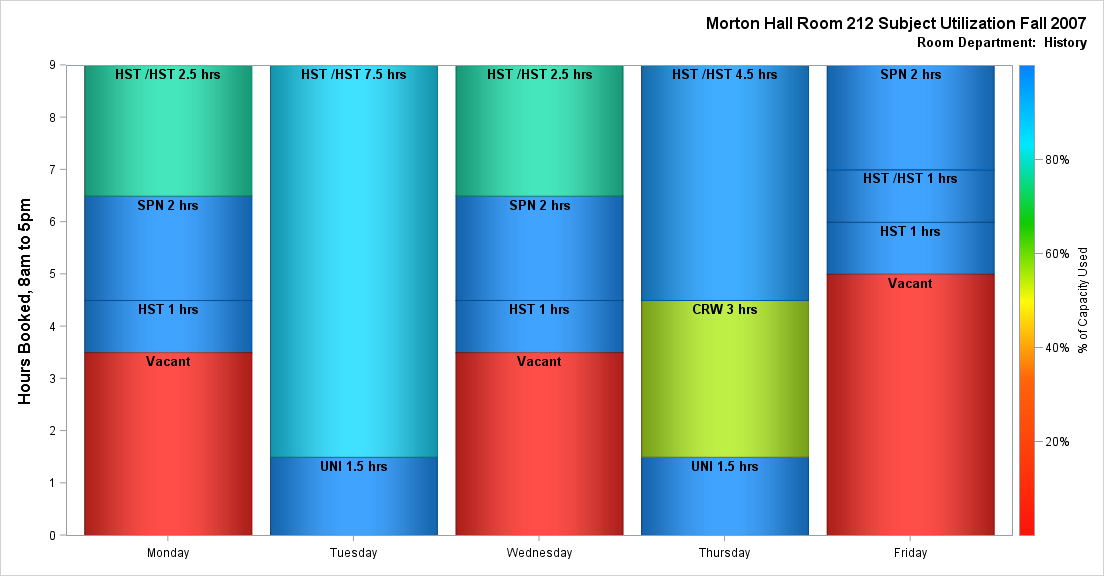 Morton Hall Room 212 Subject Utilization Fall 2007
Room Department:  History
Hours Booked, 8am to 5pm
9
8
7
6
5
4
3
2
1
0
HST /HST 2.5 hrs
SPN 2 hrs
HST 1 hrs
Vacant
HST /HST 7.5 hrs
UNI 1.5 hrs
HST /HST 2.5 hrs
SPN 2 hrs
HST 1 hrs
Vacant
HST /HST 4.5 hrs
CRW 3 hrs
UNI 1.5 hrs
SPN 2 hrs
HST /HST 1 hrs
HST 1 hrs
Vacant
Monday
Tuesday
Wednesday
Thursday
Friday
80%
60%
40%
20%
% of Capacity Used